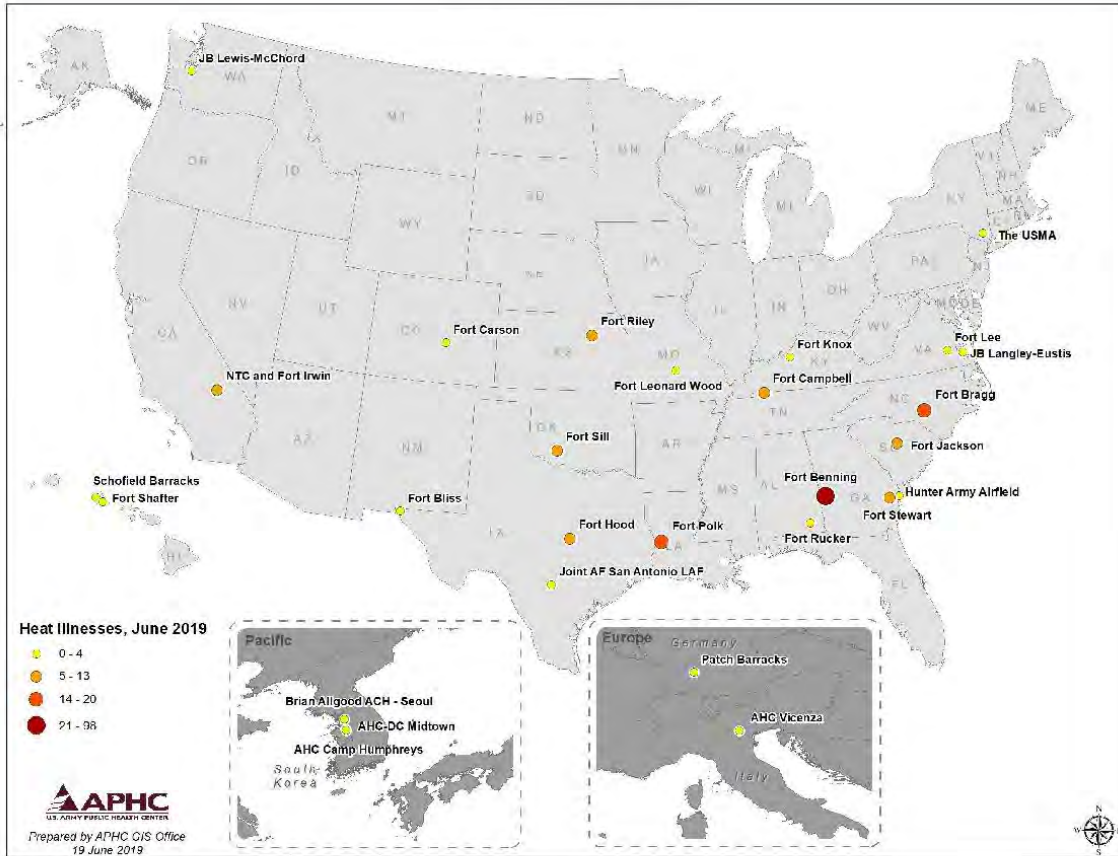 AK
JB Lewis-McChord
WA
MT
ND
MN
ME
OR
ID
WI
MI
VT
NH
NY
MA
SD
WY
The USMA
IA
PA
NJ
NE
NV
UT
IL
IN
OH
MD
DE
WV
CA
CO
Fort Carson
Fort Riley
KS
MO
Fort Knox
KY
VA
Fort Lee
JB Langley-Eustis
NTC and Fort Irwin
Fort Leonard Wood
Fort Campbell
TN
NC
Fort Bragg
AZ
NM
OK
Fort Sill
AR
SC
Fort Jackson
Schofield Barracks
Fort Shafter
HI
Fort Bliss
TX
Fort Hood
Fort Polk
LA
MS
AL
Fort Benning
GA
Hunter Army Airfield
Fort Stewart
Fort Rucker
FL
Joint AF San Antonio LAF
Heat Illnesses, June 2019
0 - 4
5 - 13
14 - 20
21 - 98
Pacific
Brian Allgood ACH - Seoul
AHC-DC Midtown
AHC Camp Humphreys
South
Korea
Europe
Germany
Patch Barracks
AHC Vicenza
Italy
APHC
U.S. ARMY PUBLIC HEALTH CENTER
Prepared by APHC GIS Office
19 June 2019
N
W
E
S